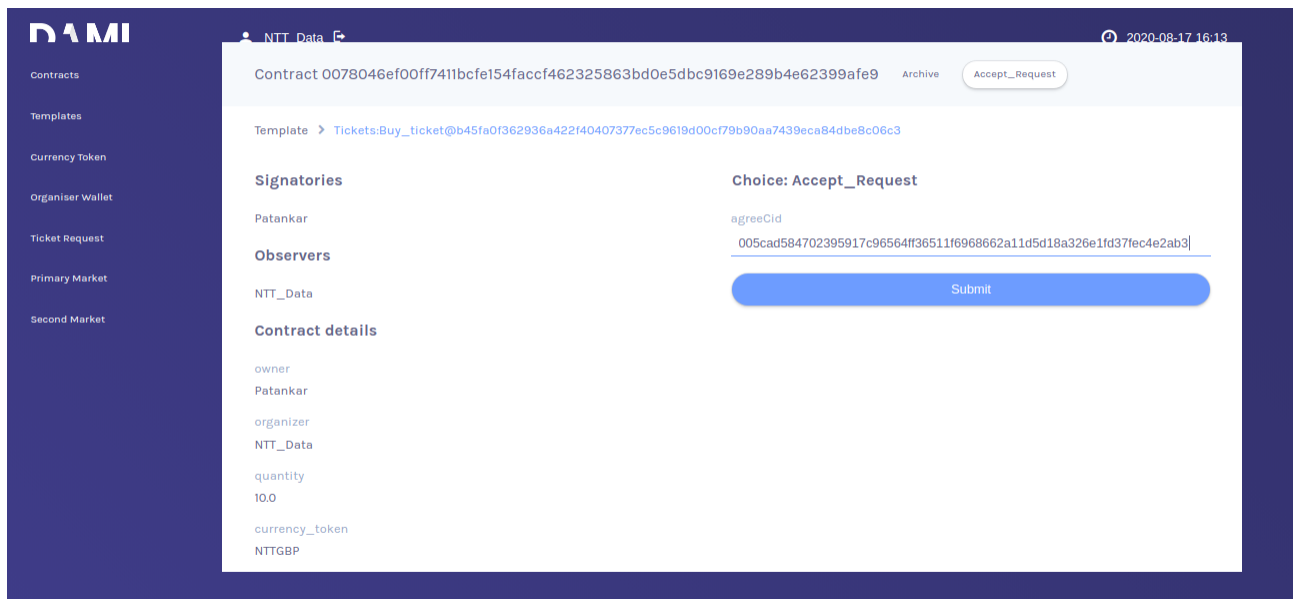 DAML
NTT_Data
2020-08-17 16:13
Contracts
Templates
Currency Token
Organiser Wallet
Ticket Request
Primary Market
Second Market
Contract 0078046ef00ff7411bcfe154faccf462325863bd0e5dbc9169e289b4e62399afe9
Archive
Accept_Request
Template > Tickets:Buy_ticket@b45fa0f362936a422f40407377ec5c9619d00cf79b90aa7439eca84dbe8c06c3
Signatories
Patankar
Observers
NTT_Data
Contract details
owner
Patankar
organizer
NTT_Data
quantity
10.0
currency_token
NTTGBP
Choice: Accept_Request
agreeCid
005cad584702395917c96564ff36511f6968662a11d5d18a326e1fd37fec4e2ab3
Submit